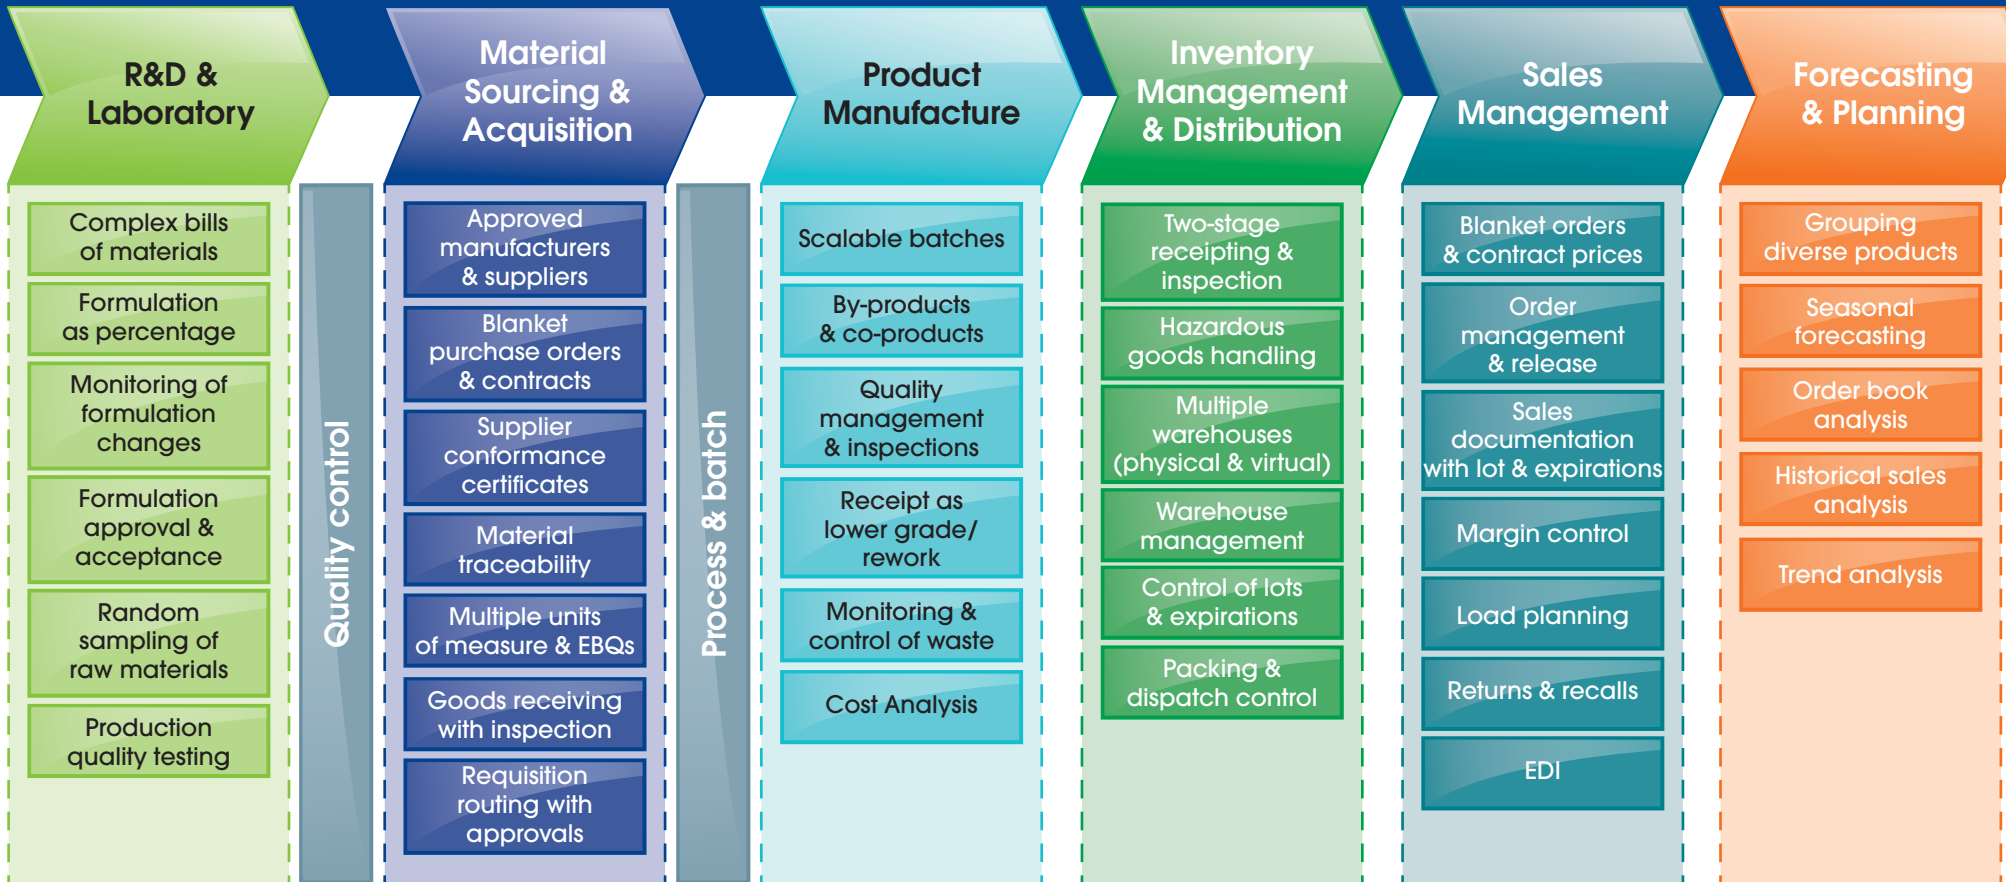 R&D &
Laboratory
Complex bills
of materials
Formulation
as percentage
Monitoring of
formulation
changes
Formulation
approval &
acceptance
Random
sampling of
raw materials
Production
quality testing
Quality control
Material
Sourcing &
Acquisition
Approved
manufacturers
& suppliers
Blanket
purchase orders
& contracts
Supplier
conformance
certificates
Material
traceability
Multiple units
of measure & EBQs
Goods receiving
with inspection
Requisition
routing with
approvals
Process & batch
Product
Manufacture
Scalable batches
By-products
& co-products
Quality
management
& inspections
Receipt as
lower grade/
rework
Monitoring &
control of waste
Cost Analysis
Inventory
Management
& Distribution
Two-stage
receipting &
inspection
Hazardous
goods handling
Multiple
warehouses
(physical & virtual)
Warehouse
management
Control of lots
& expirations
Packing &
dispatch control
Sales
Management
Blanket orders
& contract prices
Order
management
& release
Sales
documentation
with lot & expirations
Margin control
Load planning
Returns & recalls
EDI
Forecasting
& Planning
Grouping
diverse products
Seasonal
forecasting
Order book
analysis
Historical sales
analysis
Trend analysis